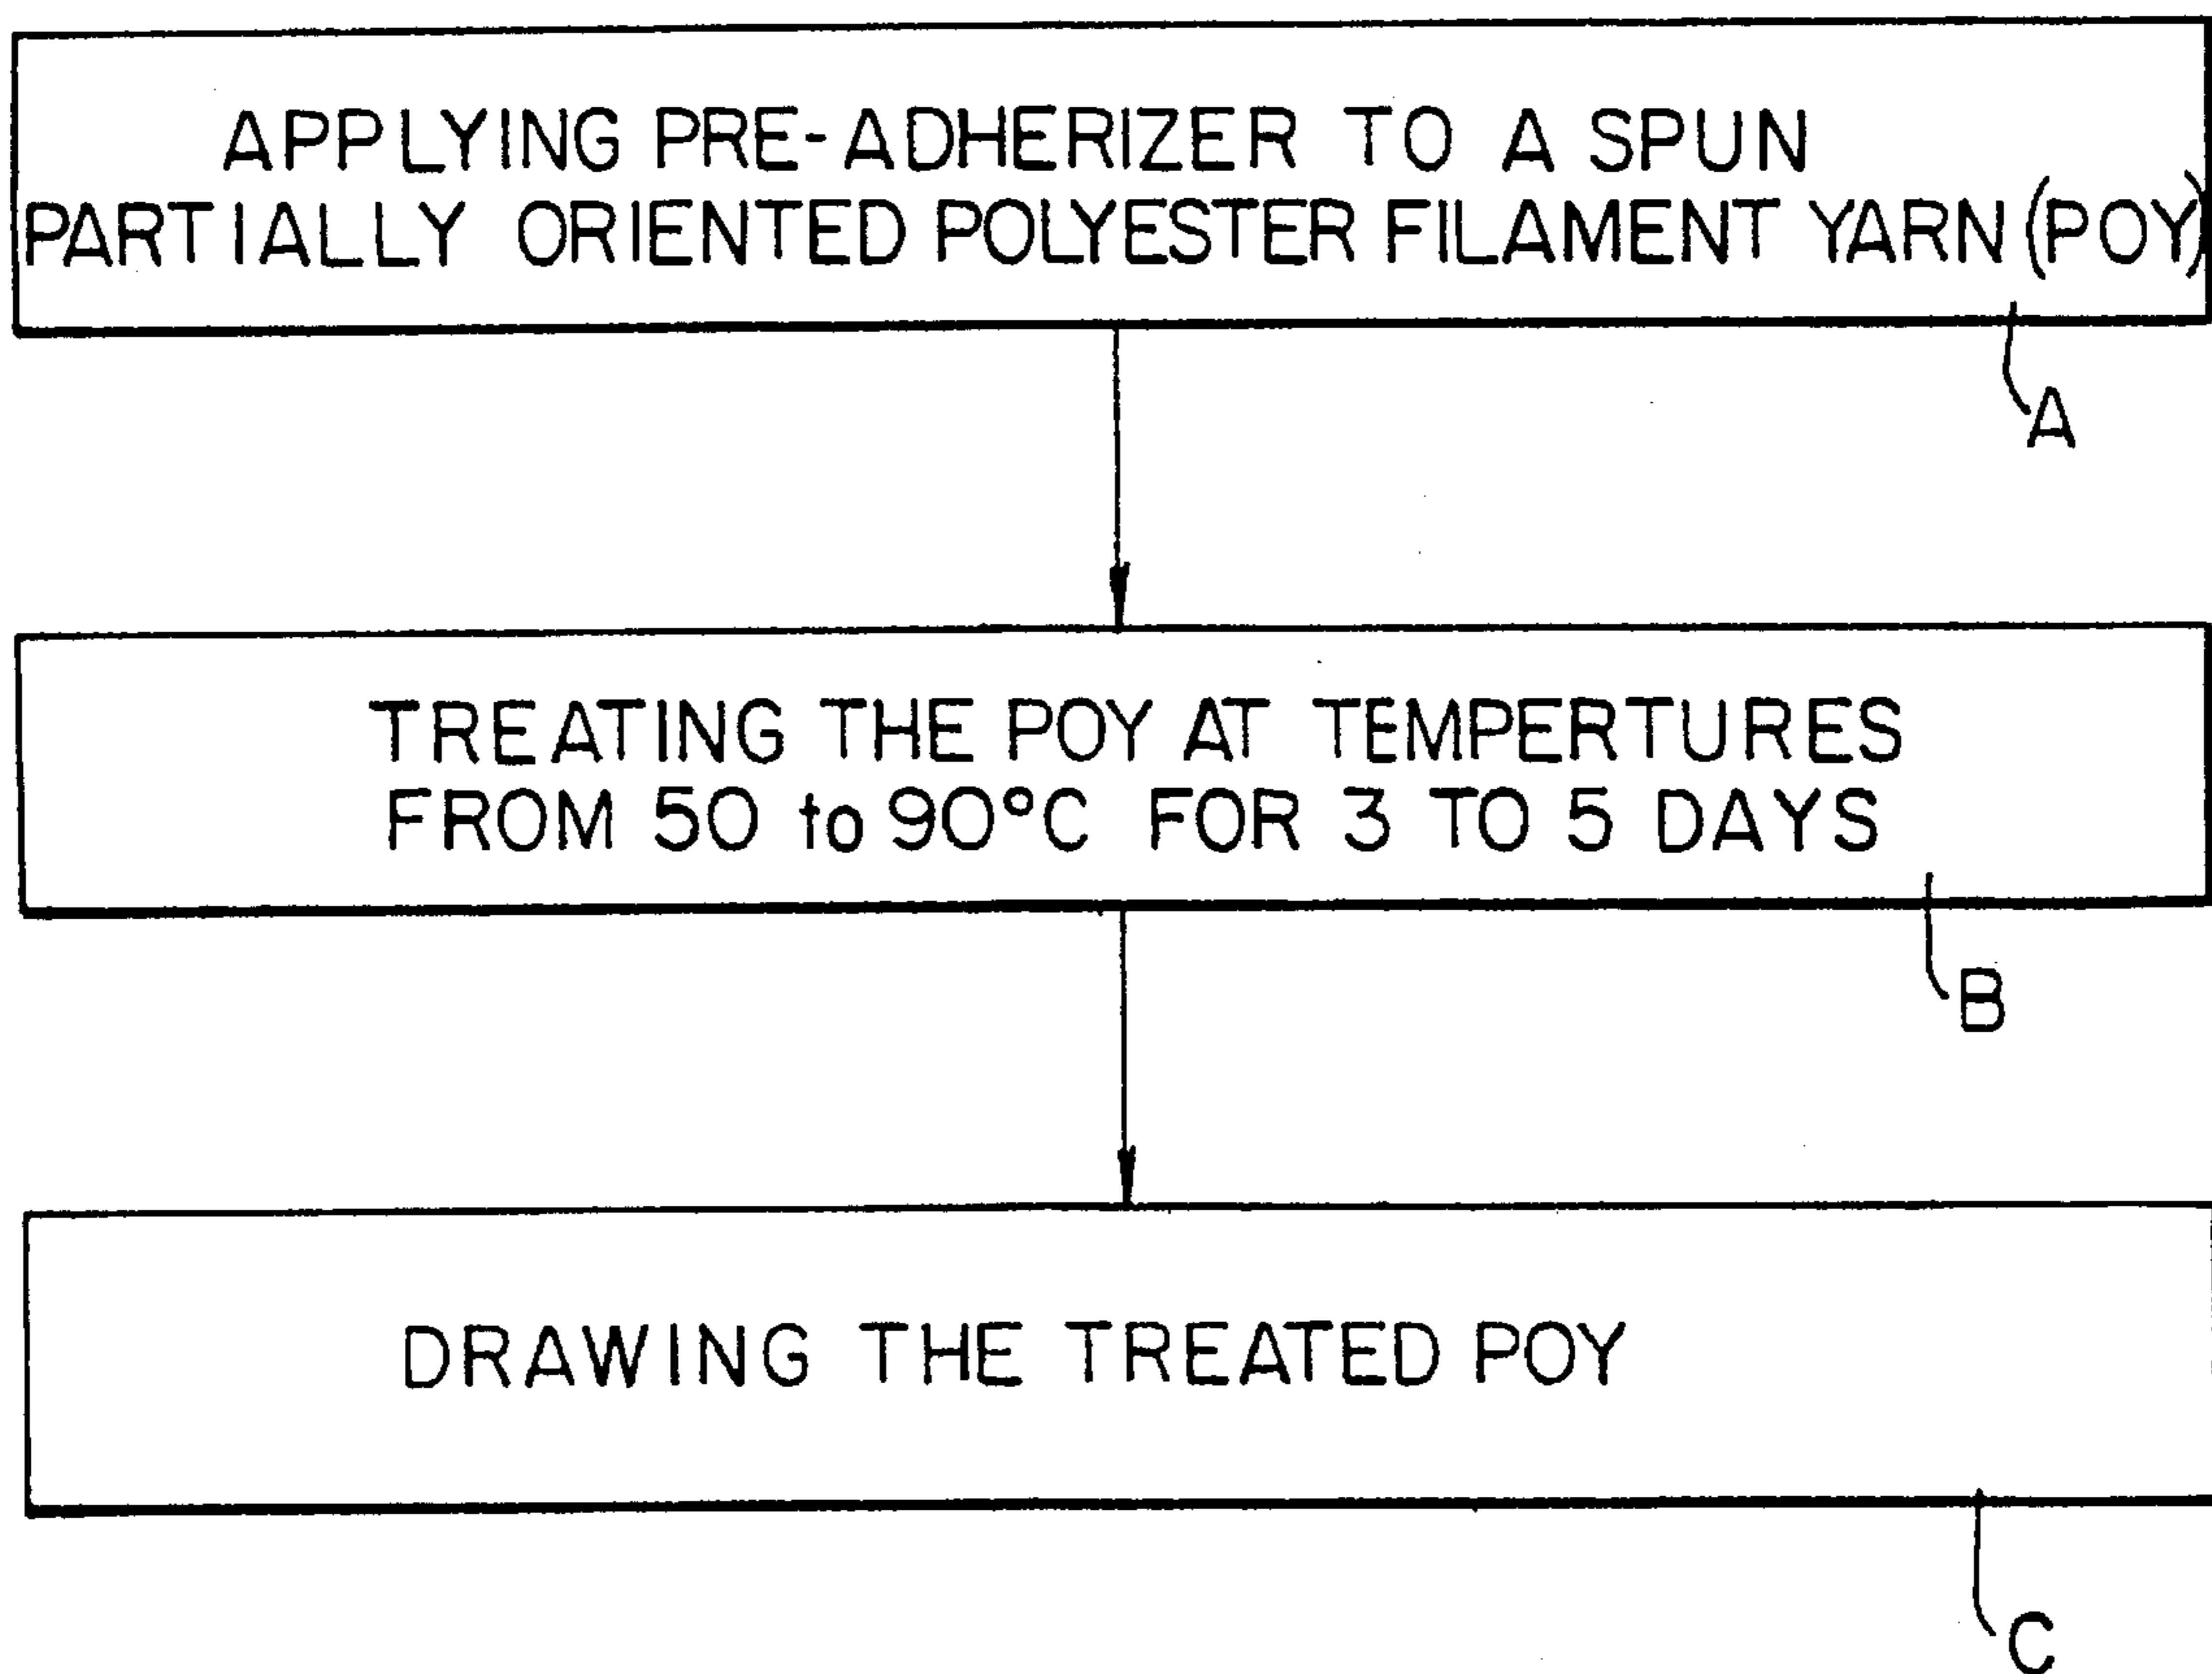 APPLYING PRE-ADHERIZER TO A SPUN
PARTIALLY ORIENTED POLYESTER FILAMENT YARN (POY)
A
TREATING THE POY AT TEMPERTURES
FROM 50 to 90°C FOR 3 TO 5 DAYS
B
DRAWING THE TREATED POY
C